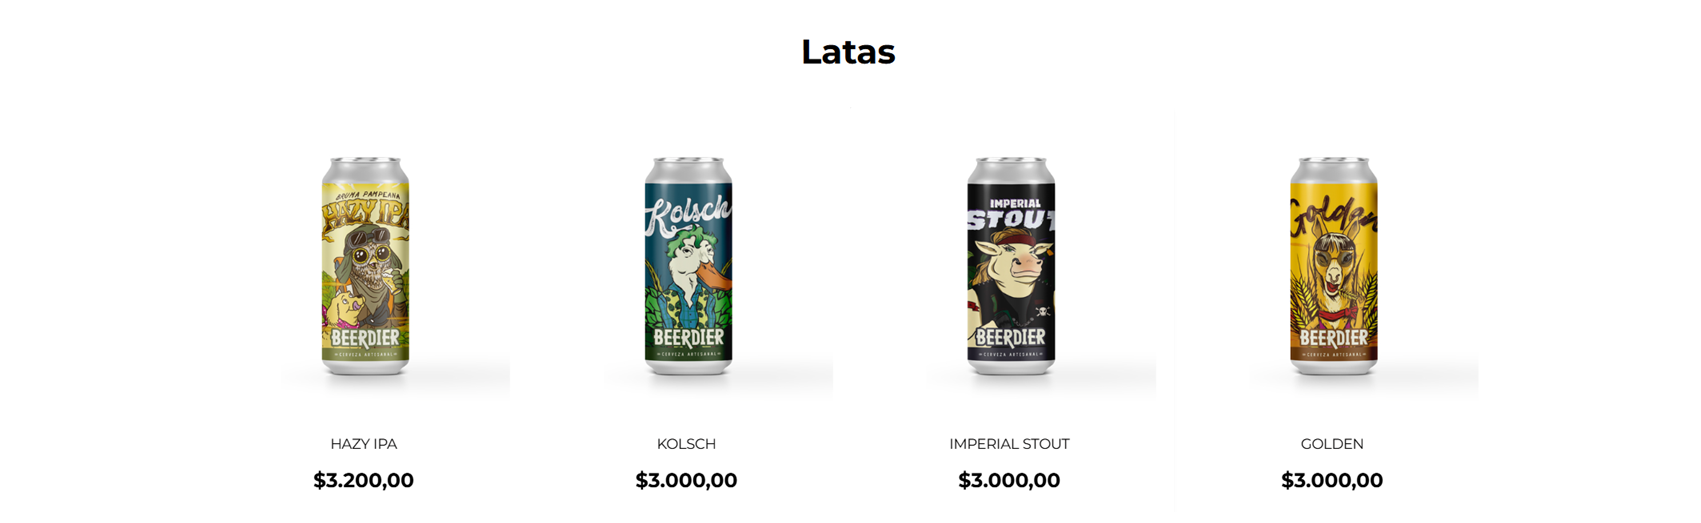 Latas
BRUMA PAMPEANA
HAZY IPA
BEERDIER
CERVEZA ARTESANAL
Kolsch
BEERDIER
CERVEZA ARTESANAL
IMPERIAL
STOUT
BEERDIER
CERVEZA ARTESANAL
Golden
BEERDIER
CERVEZA ARTESANAL
HAZY IPA
KOLSCH
IMPERIAL STOUT
GOLDEN
$3.200,00
$3.000,00
$3.000,00
$3.000,00